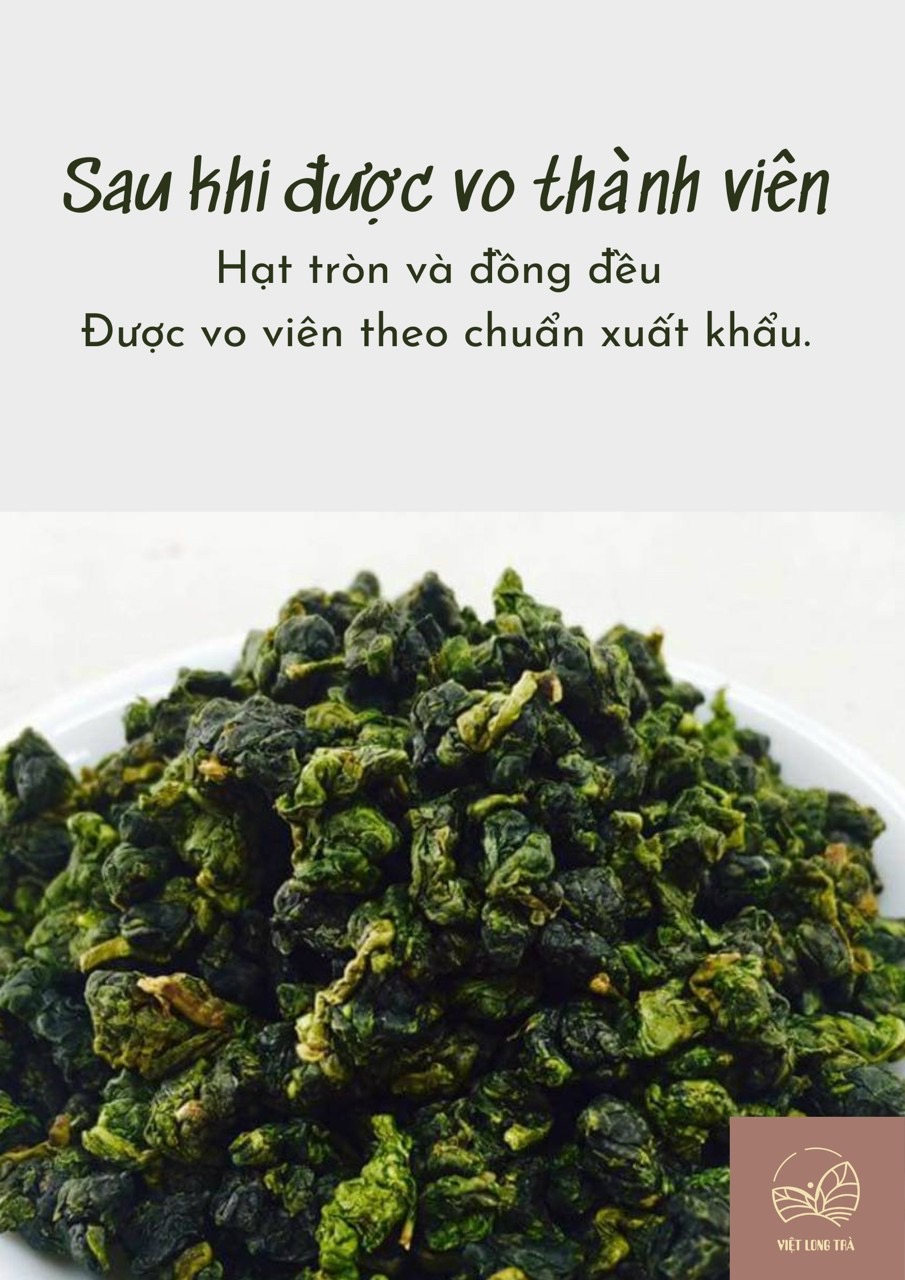 Sau khi được vo thành viên
Hạt tròn và đồng đều
Được vo viên theo chuẩn xuất khẩu.
VIỆT LONG TRÀ